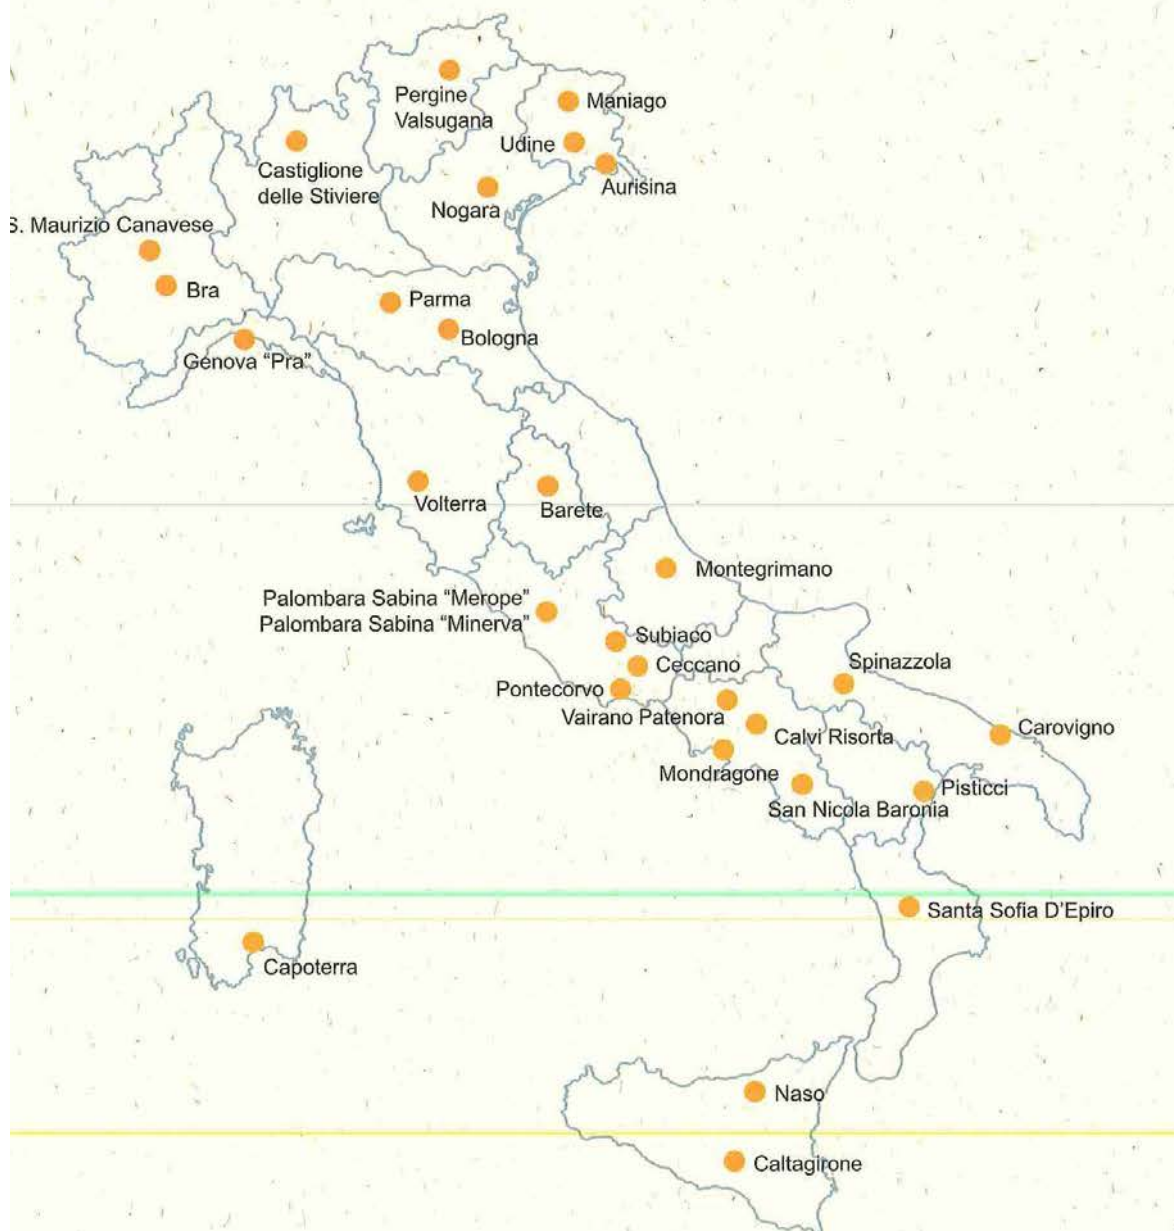 Pergine
Valsugana
Maniago
Udine
Castiglione
delle Stiviere
Aurisina
Nogara
S. Maurizio Canavese
Bra
Parma
Bologna
Genova “Pra”
Volterra
Barete
Montegrimano
Palombara Sabina “Merope”
Palombara Sabina “Minerva”
Subiaco
Ceccano
Spinazzola
Pontecorvo
Vairano Patenora
Calvi Risorta
Carovigno
Mondragone
Pisticci
San Nicola Baronia
Santa Sofia D'Epiro
Capoterra
Naso
Caltagirone